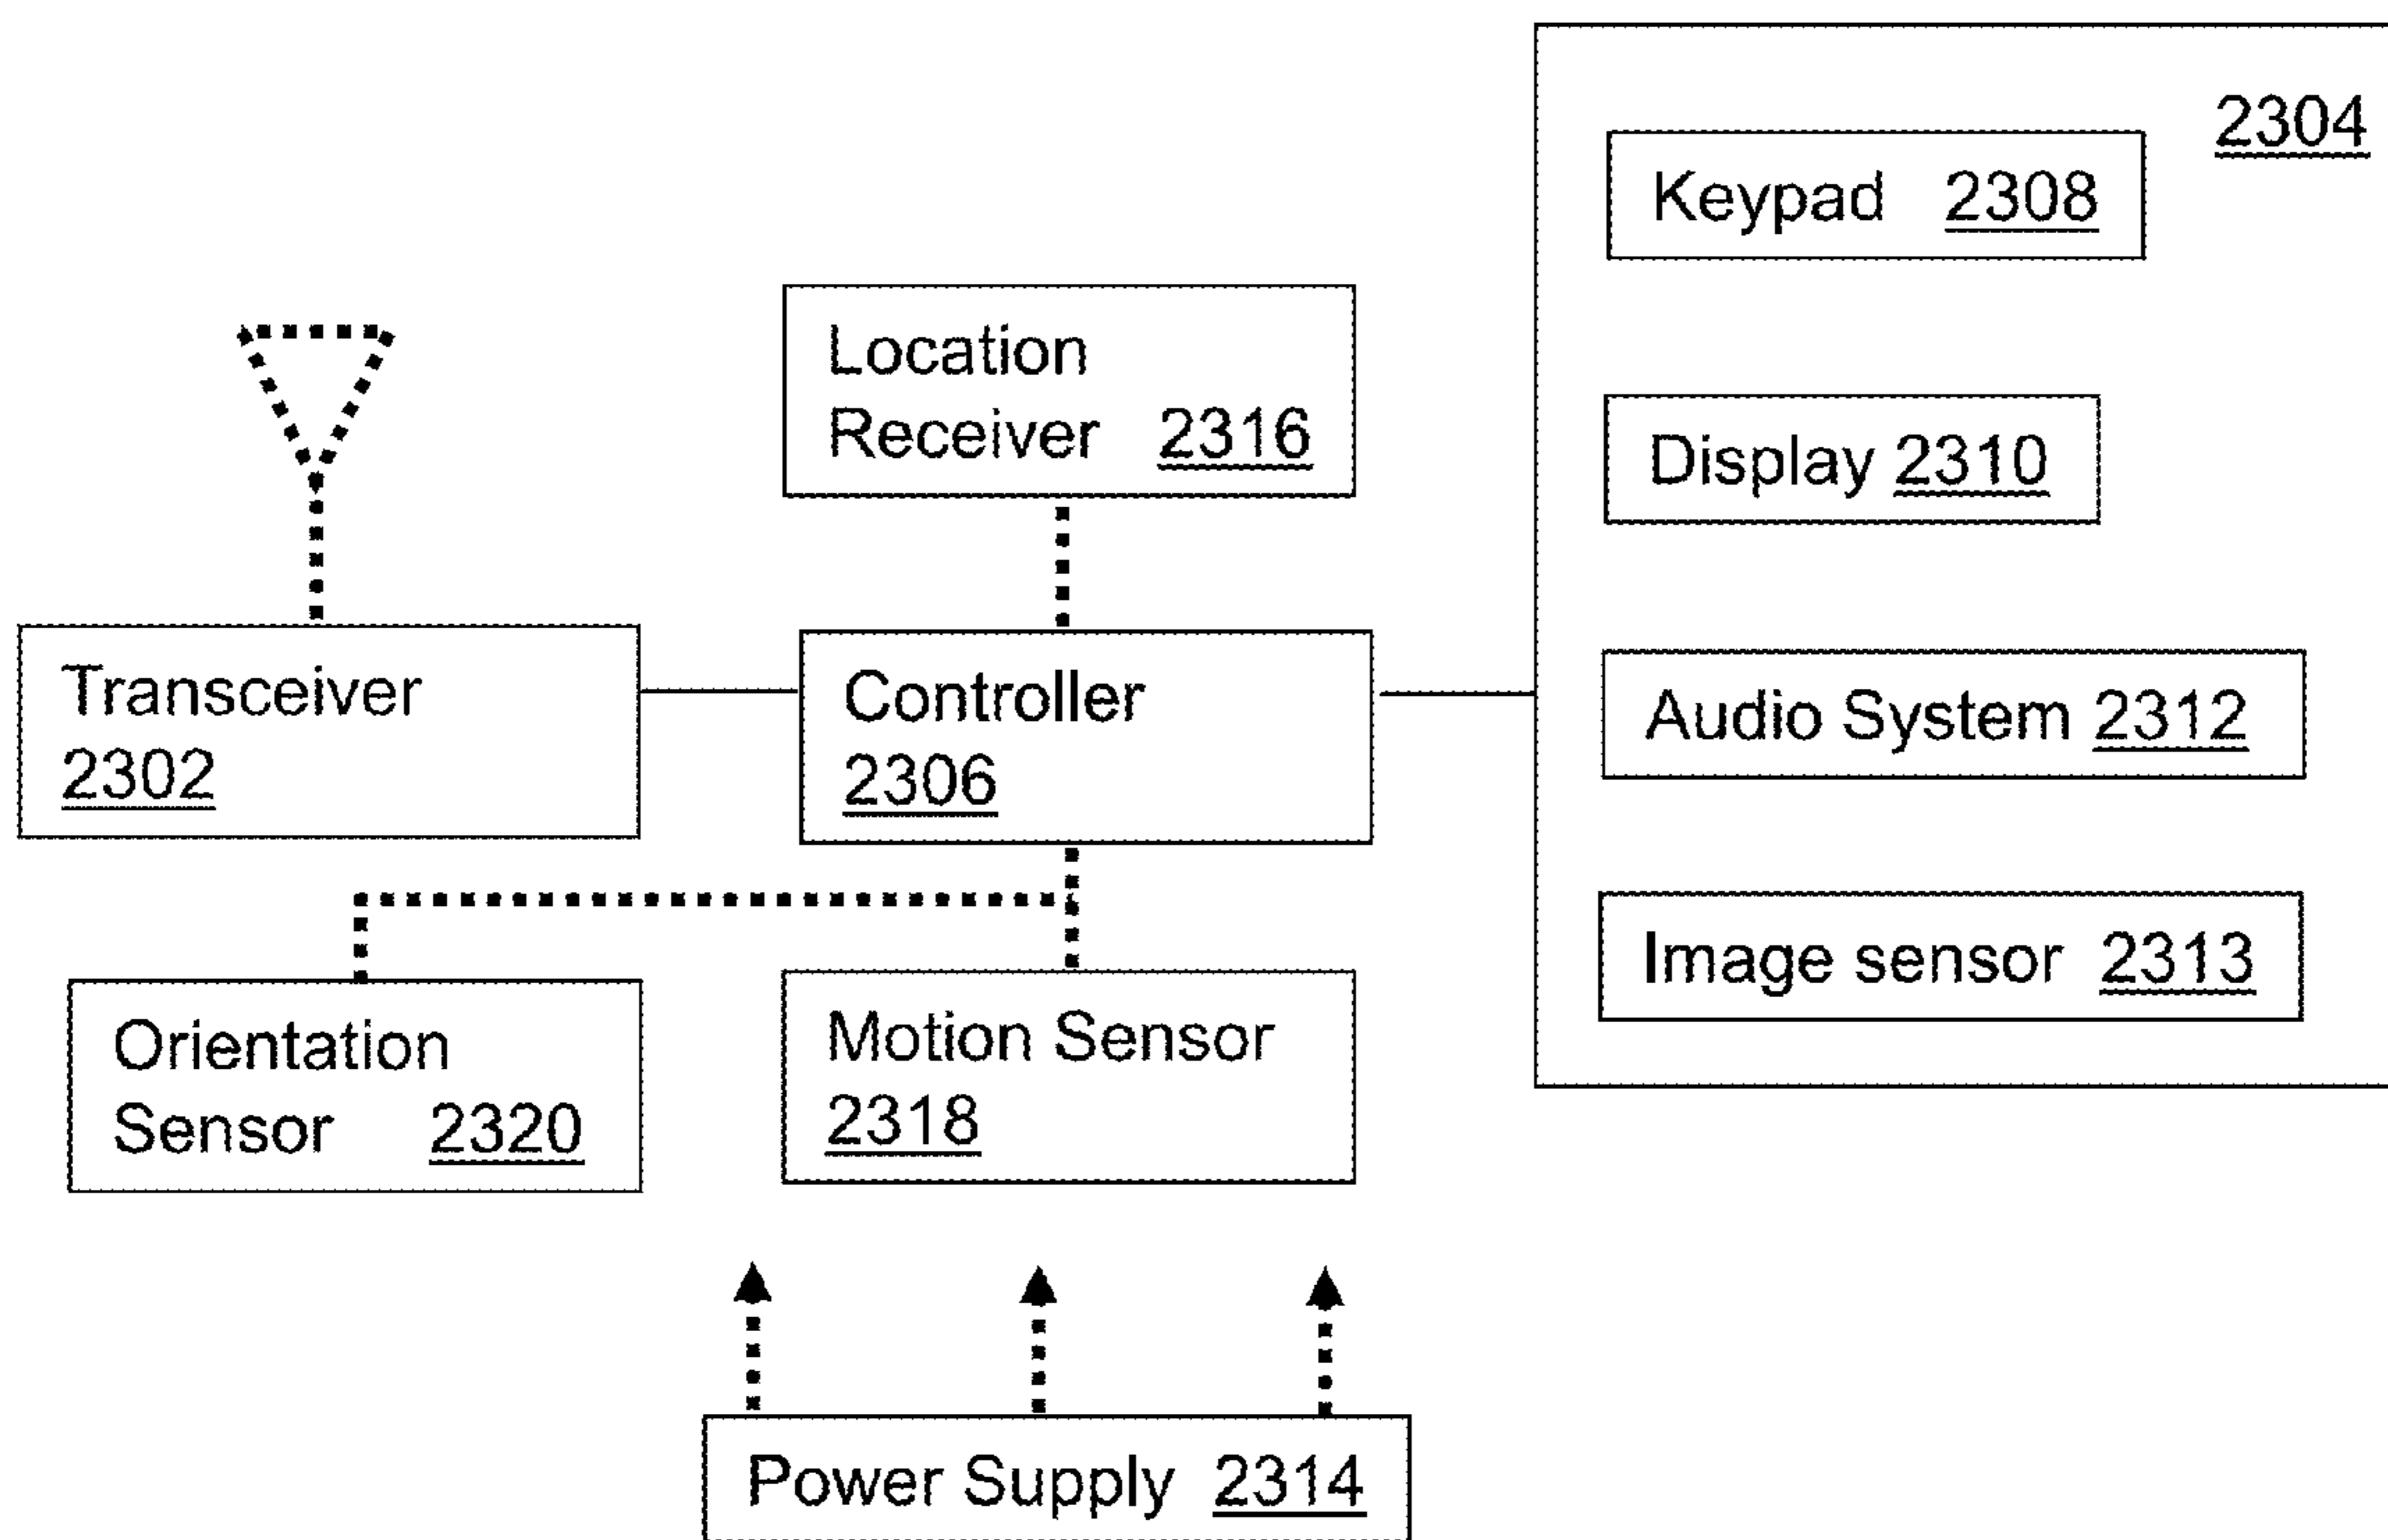 2304
Keypad 2308
Location
Receiver 2316
Display 2310
Transceiver
2302
Controller
2306
Audio System 2312
Image sensor 2313
Orientation
Sensor 2320
Motion Sensor
2318
Power Supply 2314